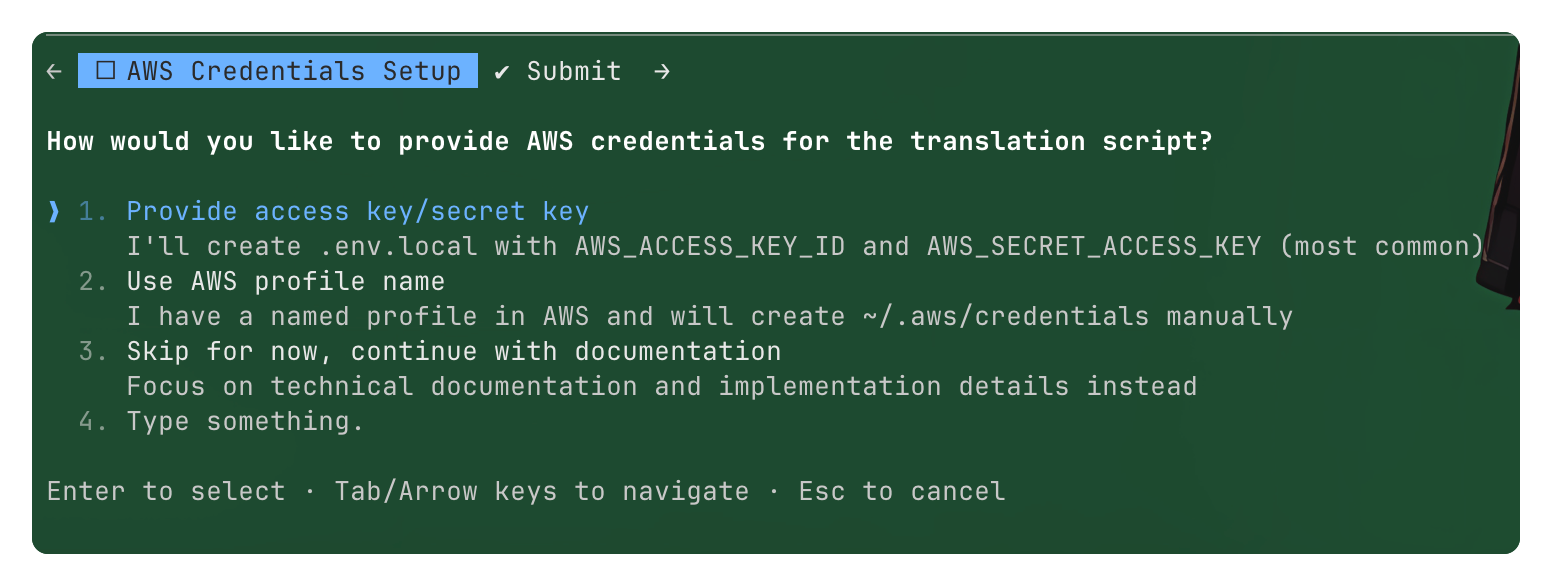 ← ☐ AWS Credentials Setup ✔ Submit →
How would you like to provide AWS credentials for the translation script?
❯ 1. Provide access key/secret key
I'll create .env.local with AWS_ACCESS_KEY_ID and AWS_SECRET_ACCESS_KEY (most common)
2. Use AWS profile name
I have a named profile in AWS and will create ~/.aws/credentials manually
3. Skip for now, continue with documentation
Focus on technical documentation and implementation details instead
4. Type something.
Enter to select · Tab/Arrow keys to navigate · Esc to cancel